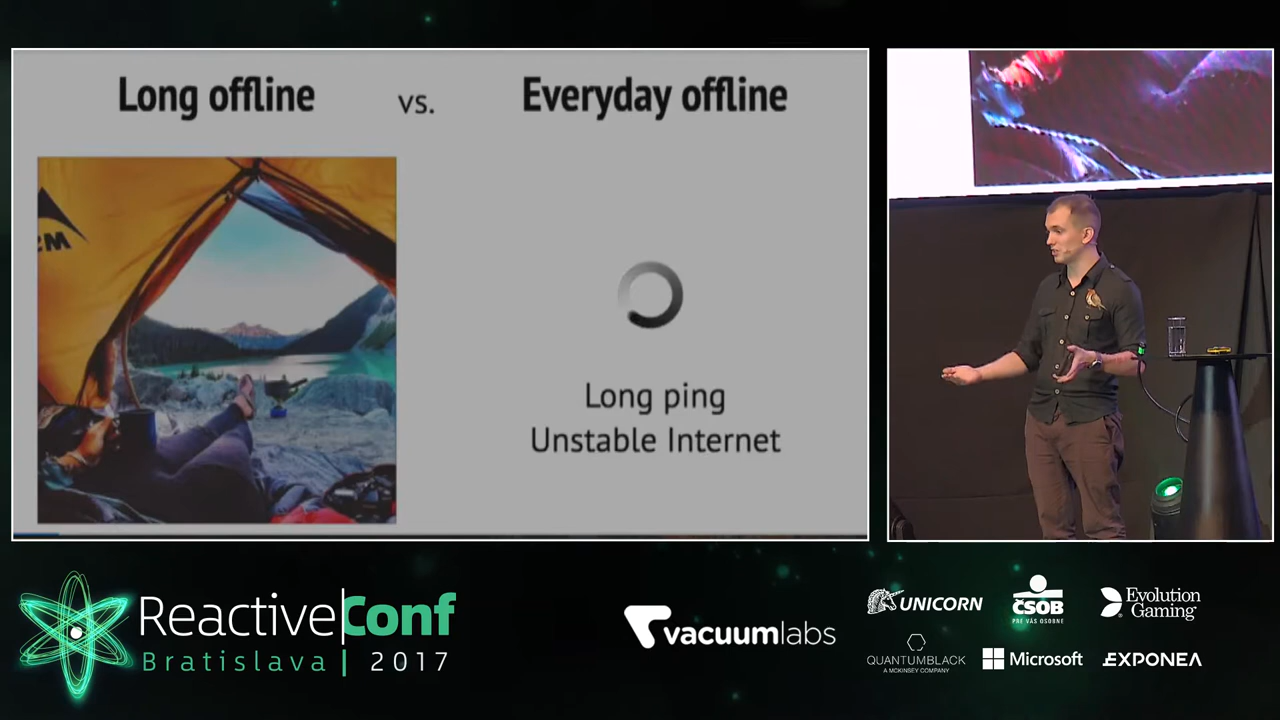 Long offline
vs.
Everyday offline
Long ping
Unstable Internet
ReactiveConf
Bratislava | 2017
vacuumlabs
UNICORN
ČSOB
PRE VÁS OSOBNE
Evolution
Gaming
QUANTUMBLACK
A MCKINSEY COMPANY
Microsoft
EXPONEA